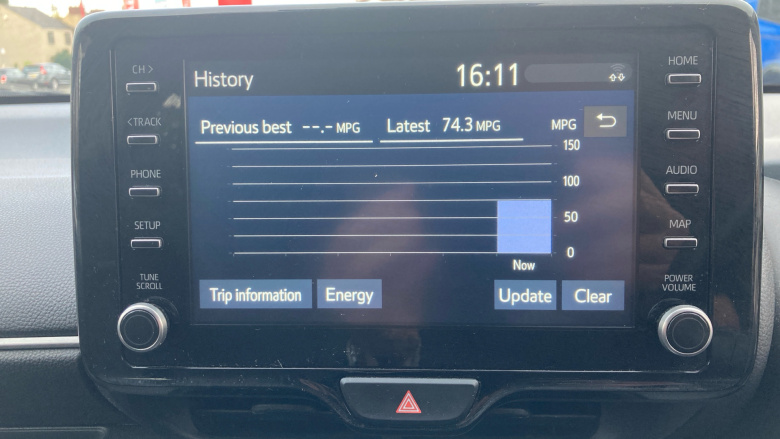 CH >
< TRACK
PHONE
SETUP
TUNE
SCROLL
History
16:11
Previous best --.- MPG
Latest 74.3 MPG
MPG
150
100
50
0
Now
Trip information
Energy
Update
Clear
HOME
MENU
AUDIO
MAP
POWER
VOLUME